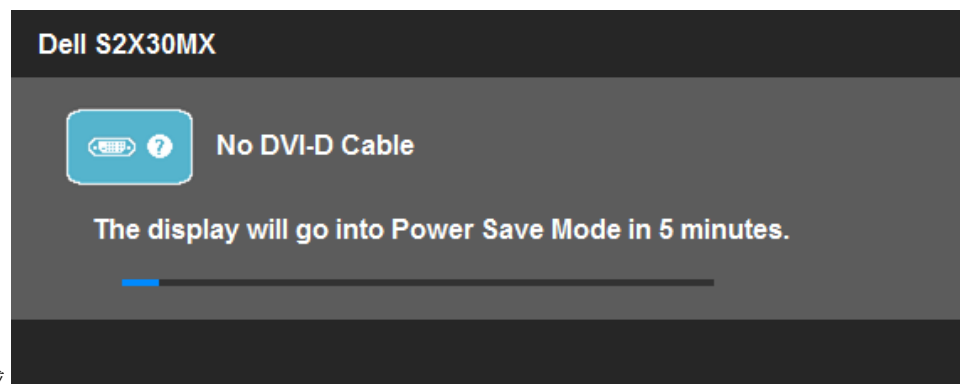 Dell S2X30MX
No DVI-D Cable
The display will go into Power Save Mode in 5 minutes.